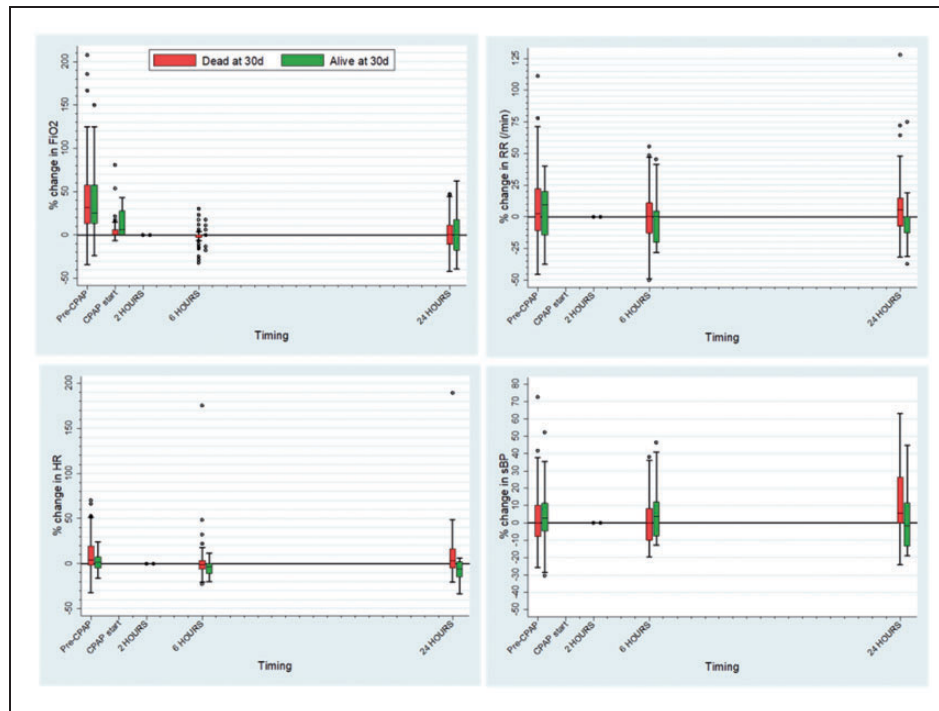 Dead at 30d Alive at 30d
% change in FiO2
200
150
100
50
0
-50
Pre-CPAP
CPAP start
2 HOURS
6 HOURS
24 HOURS
Timing
% change in RR (/min)
125
100
75
50
25
0
-25
-50
Pre-CPAP
CPAP start
2 HOURS
6 HOURS
24 HOURS
Timing
% change in HR
200
150
100
50
0
-50
Pre-CPAP
CPAP start
2 HOURS
6 HOURS
24 HOURS
Timing
% change in sBP
80
70
60
50
40
30
20
10
0
-10
-20
-30
-40
-50
Pre-CPAP
CPAP start
2 HOURS
6 HOURS
24 HOURS
Timing